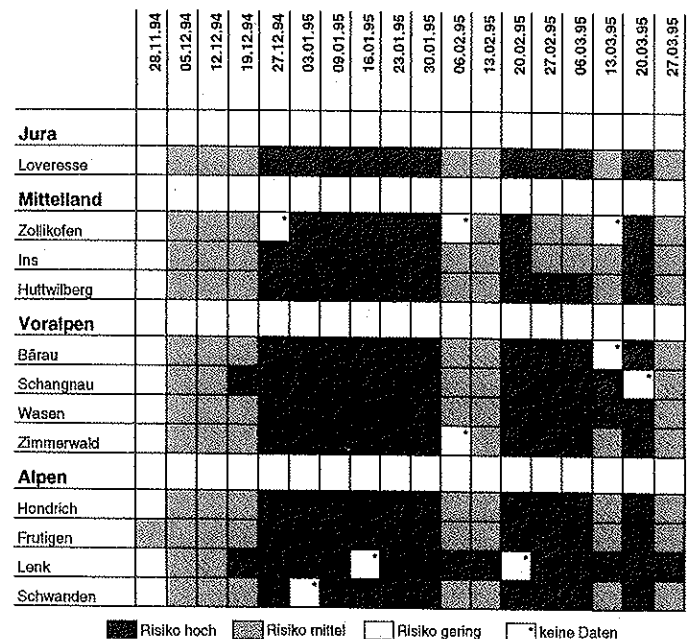 28.11.94 05.12.94 12.12.94 19.12.94 27.12.94 03.01.95 09.01.95 16.01.95 23.01.95 30.01.95 06.02.95 13.02.95 20.02.95 27.02.95 06.03.95 13.03.95 20.03.95 27.03.95
Jura
Loveresse
Mittelland
Zollikofen * * *
Ins
Huttwilberg
Voralpen
Bärau *
Schangnau *
Wasen
Zimmerwald *
Alpen
Hondrich
Frutigen
Lenk * *
Schwanden *
Risiko hoch Risiko mittel Risiko gering * keine Daten